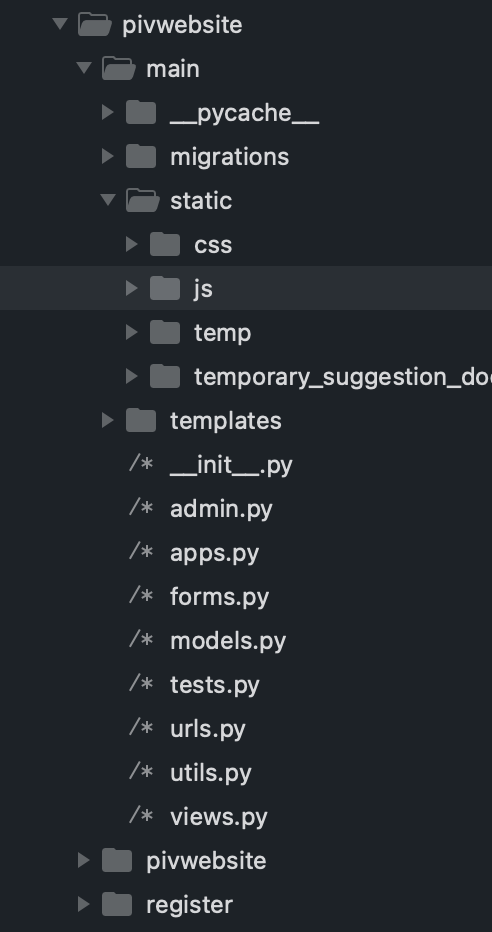 pivwebsite
main
__pycache__
migrations
static
css
js
temp
temporary_suggestion_do
templates
/* __init__.py
/* admin.py
/* apps.py
/* forms.py
/* models.py
/* tests.py
/* urls.py
/* utils.py
/* views.py
pivwebsite
register